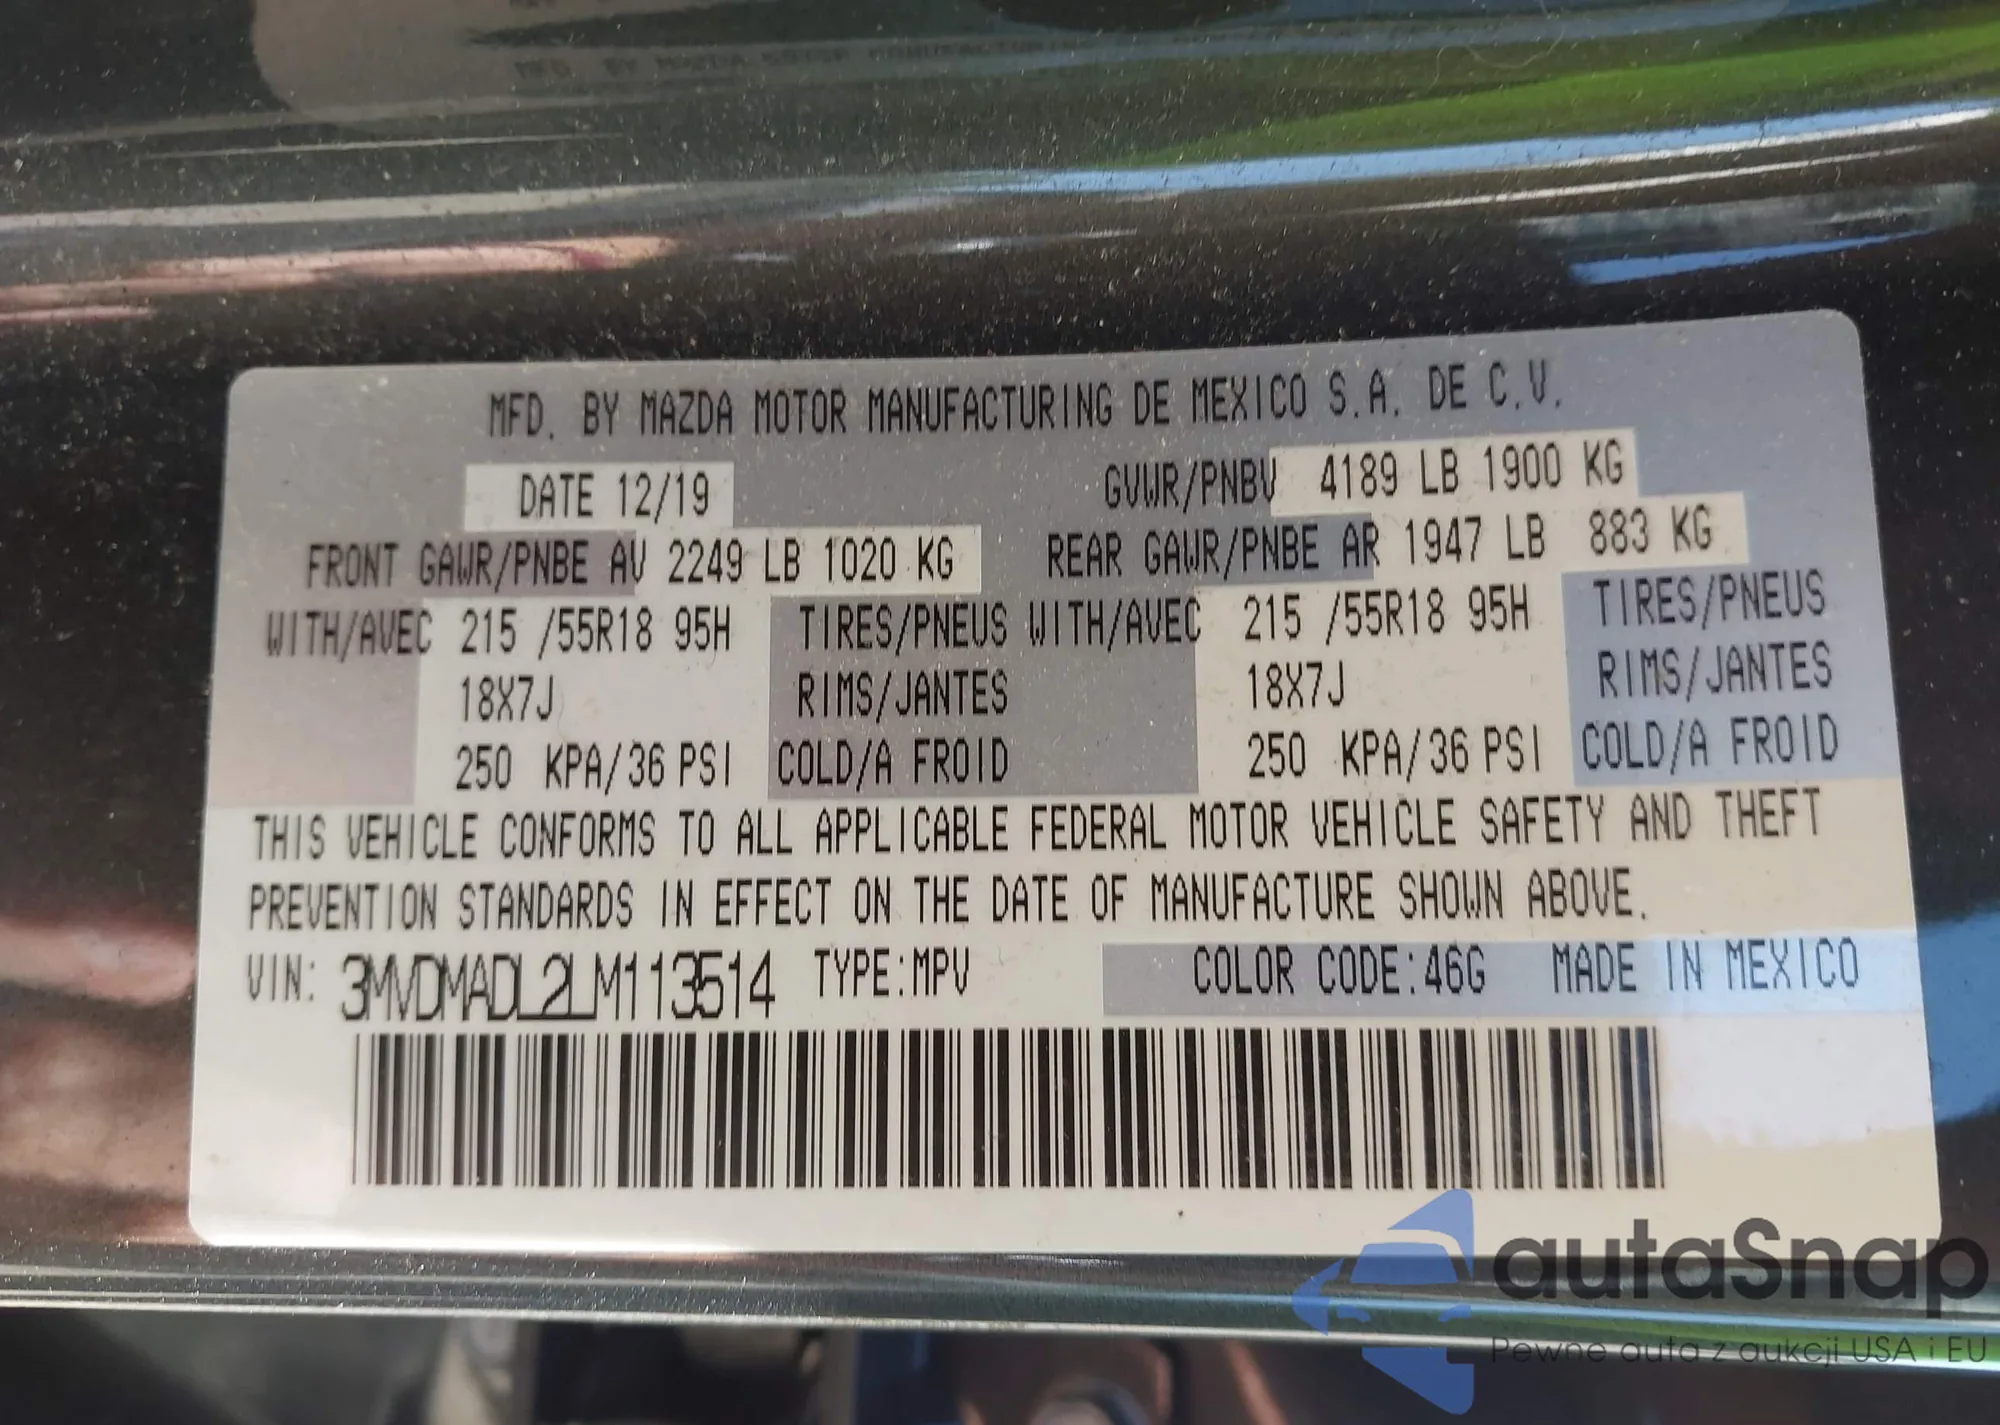 MFD. BY MAZDA MOTOR MANUFACTURING DE MEXICO S.A. DE C.V.
DATE 12/19 GVWR/PNBV 4189 LB 1900 KG
FRONT GAWR/PNBE AV 2249 LB 1020 KG REAR GAWR/PNBE AR 1947 LB 883 KG
WITH/AVEC 215 /55R18 95H TIRES/PNEUS WITH/AVEC 215 /55R18 95H TIRES/PNEUS
18X7J RIMS/JANTES 18X7J RIMS/JANTES
250 KPA/36 PSI COLD/A FROID 250 KPA/36 PSI COLD/A FROID
THIS VEHICLE CONFORMS TO ALL APPLICABLE FEDERAL MOTOR VEHICLE SAFETY AND THEFT
PREVENTION STANDARDS IN EFFECT ON THE DATE OF MANUFACTURE SHOWN ABOVE.
VIN: 3MVDMADL2LM113514 TYPE:MPV COLOR CODE:46G MADE IN MEXICO
autaSnap
Pewne auta z aukcji USA i EU